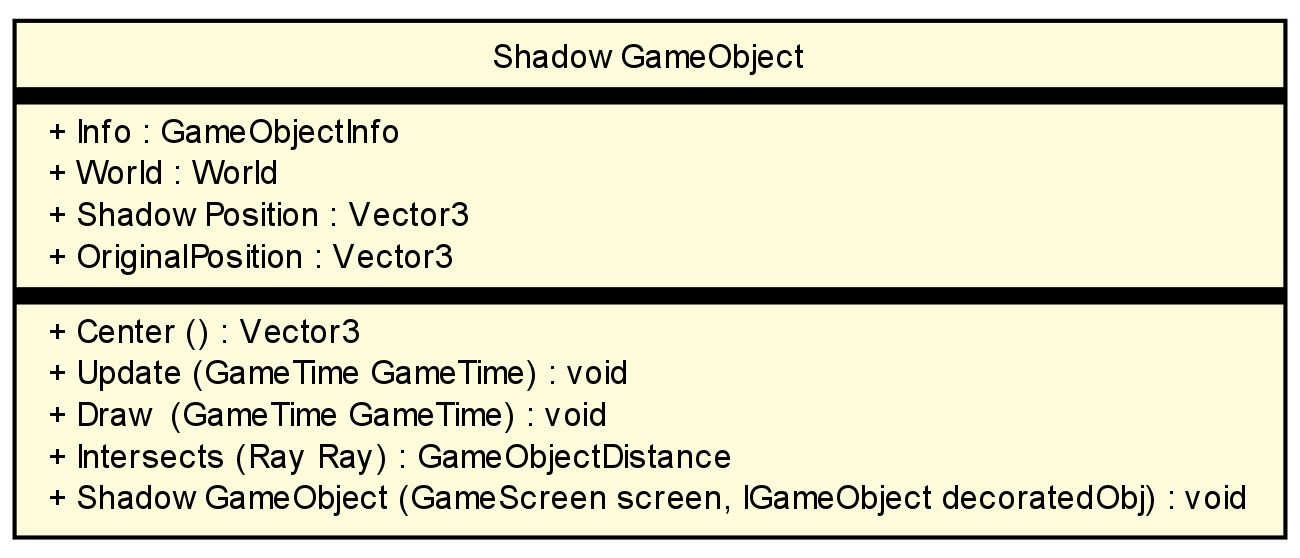 Shadow GameObject
+ Info : GameObjectInfo
+ World : World
+ Shadow Position : Vector3
+ OriginalPosition : Vector3
+ Center () : Vector3
+ Update (GameTime GameTime) : void
+ Draw (GameTime GameTime) : void
+ Intersects (Ray Ray) : GameObjectDistance
+ Shadow GameObject (GameScreen screen, IGameObject decoratedObj) : void